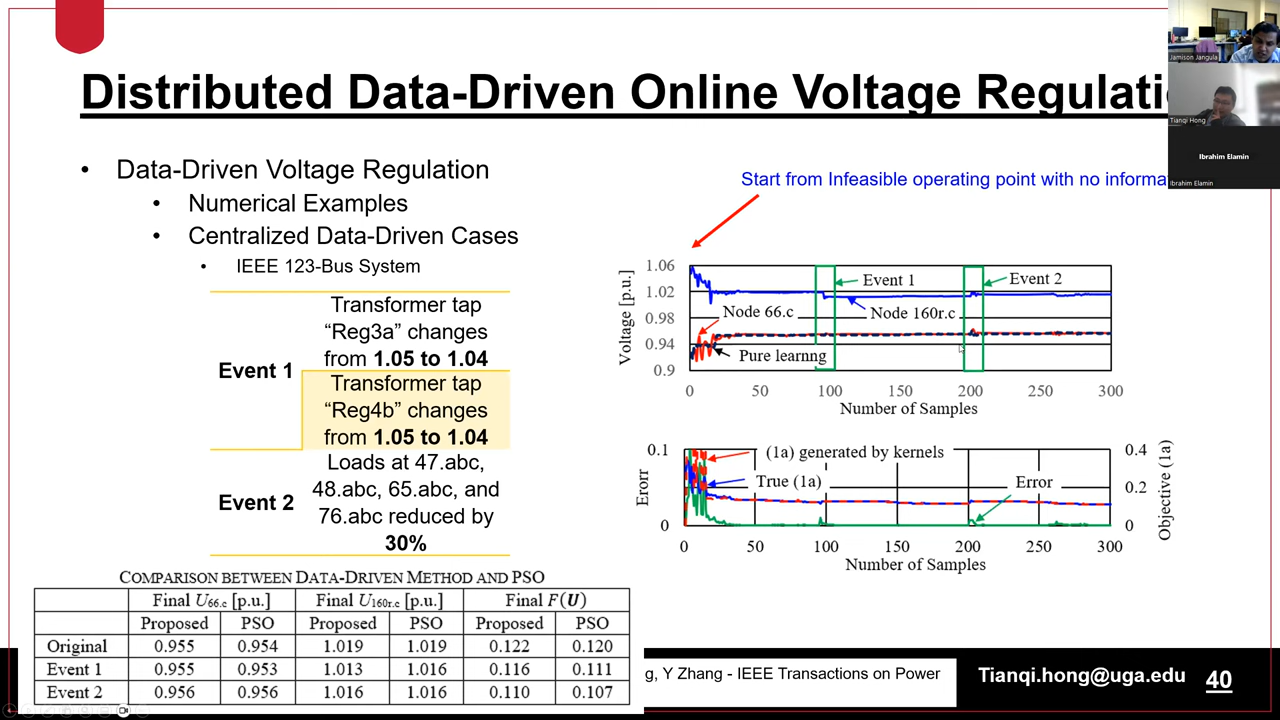 Distributed Data-Driven Online Voltage Regulati
• Data-Driven Voltage Regulation
• Numerical Examples
• Centralized Data-Driven Cases
• IEEE 123-Bus System
Event 1
Transformer tap
“Reg3a” changes
from 1.05 to 1.04
Transformer tap
“Reg4b” changes
from 1.05 to 1.04
Event 2
Loads at 47.abc,
48.abc, 65.abc, and
76.abc reduced by
30%
COMPARISON BETWEEN DATA-DRIVEN METHOD AND PSO
Final U66.c [p.u.] Final U160r.c [p.u.] Final F(U)
Proposed PSO Proposed PSO Proposed PSO
Original 0.955 0.954 1.019 1.019 0.122 0.120
Event 1 0.955 0.953 1.013 1.016 0.116 0.111
Event 2 0.956 0.956 1.016 1.016 0.110 0.107
Start from Infeasible operating point with no informa
Voltage [p.u.]
1.06
1.02
0.98
0.94
0.9
Event 1
Event 2
Node 66.c
Node 160r.c
Pure learnng
0 50 100 150 200 250 300
Number of Samples
Erorr
0.1
0
(1a) generated by kernels
True (1a)
Error
0.4
0.2
0
Objective (1a)
0 50 100 150 200 250 300
Number of Samples
g, Y Zhang - IEEE Transactions on Power
Tianqi.hong@uga.edu
40
Jamison Jangula
Tianqi Hong
Ibrahim Elamin
Ibrahim Elamin